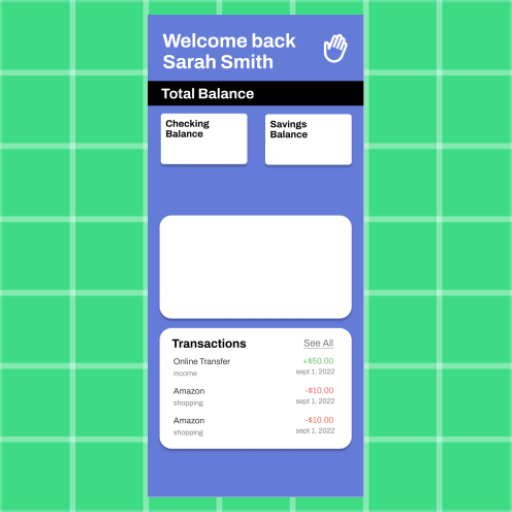 Welcome back
Sarah Smith
Total Balance
Checking
Balance
Savings
Balance
Transactions
See All
Online Transfer
+$50.00
income
sept 1, 2022
Amazon
-$10.00
shopping
sept 1, 2022
Amazon
-$10.00
shopping
sept 1, 2022